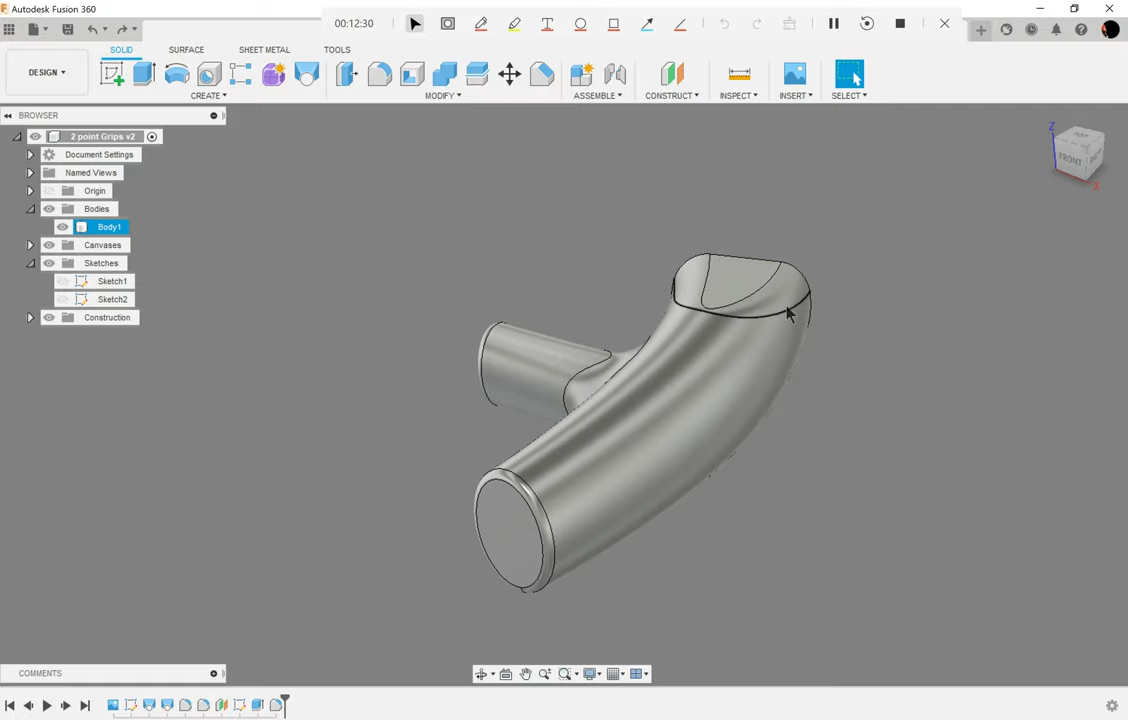 Autodesk Fusion 360
00:12:30
SOLID SURFACE SHEET METAL TOOLS
DESIGN
CREATE MODIFY ASSEMBLE CONSTRUCT INSPECT INSERT SELECT
BROWSER
2 point Grips v2
Document Settings
Named Views
Origin
Bodies
Body1
Canvases
Sketches
Sketch1
Sketch2
Construction
Z
TOP
FRONT
X
COMMENTS